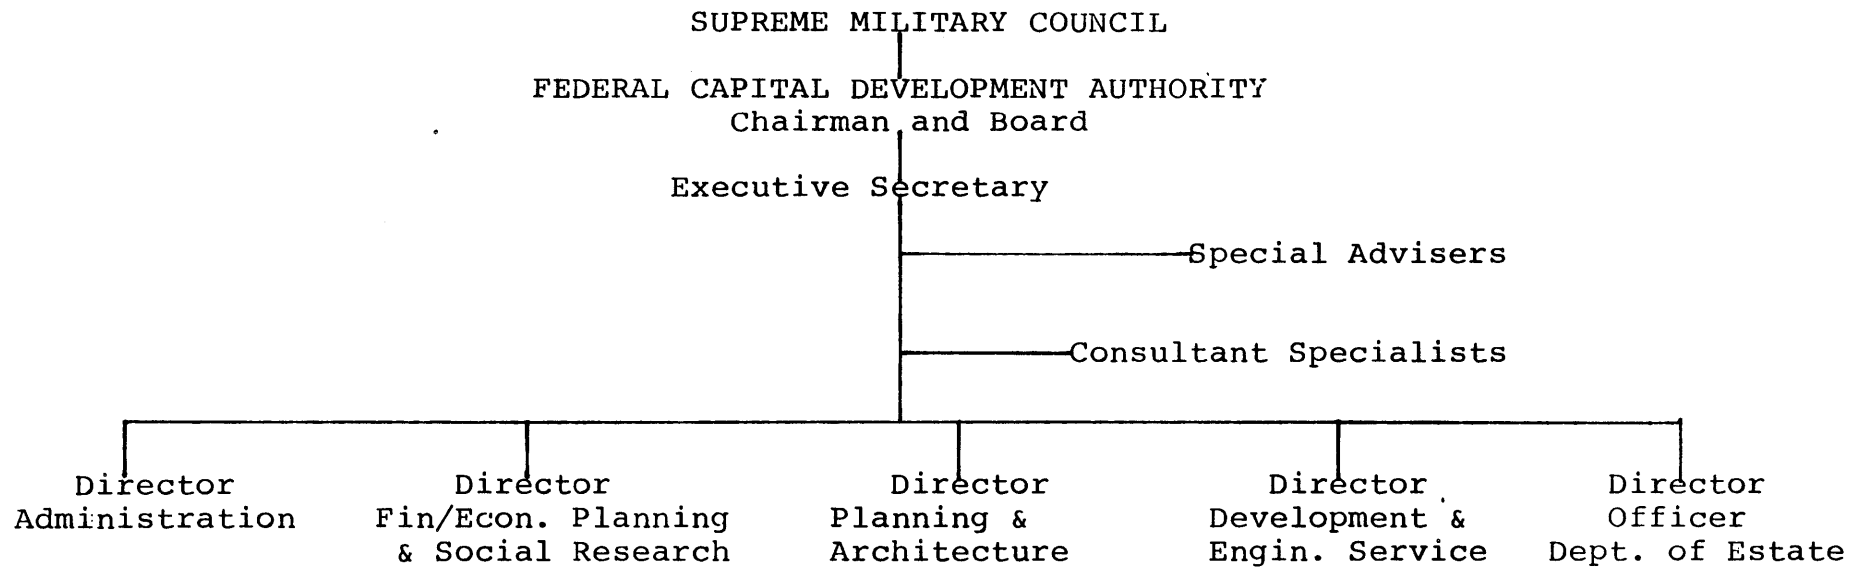 SUPREME MILITARY COUNCIL
FEDERAL CAPITAL DEVELOPMENT AUTHORITY
Chairman and Board
Executive Secretary
Special Advisers
Consultant Specialists
Director
Administration
Director
Fin/Econ. Planning
& Social Research
Director
Planning &
Architecture
Director
Development &
Engin. Service
Director
Officer
Dept. of Estate